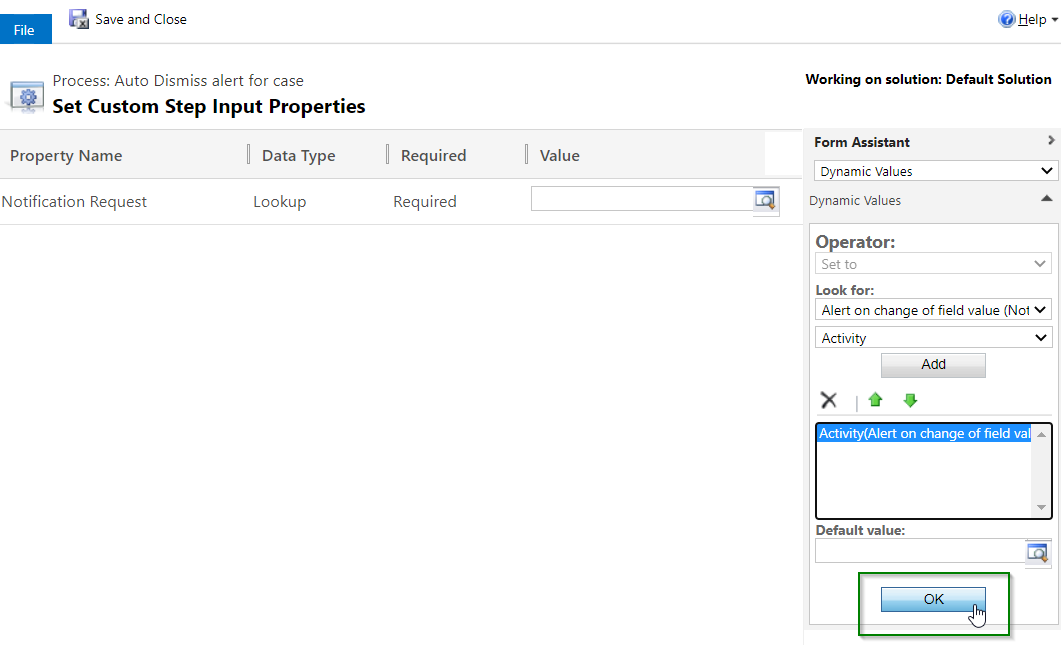 File
Save and Close
Help
Process: Auto Dismiss alert for case
Set Custom Step Input Properties
Working on solution: Default Solution
Property Name Data Type Required Value
Notification Request Lookup Required
Form Assistant
Dynamic Values
Dynamic Values
Operator:
Set to
Look for:
Alert on change of field value (Not
Activity
Add
Activity(Alert on change of field val
Default value:
OK